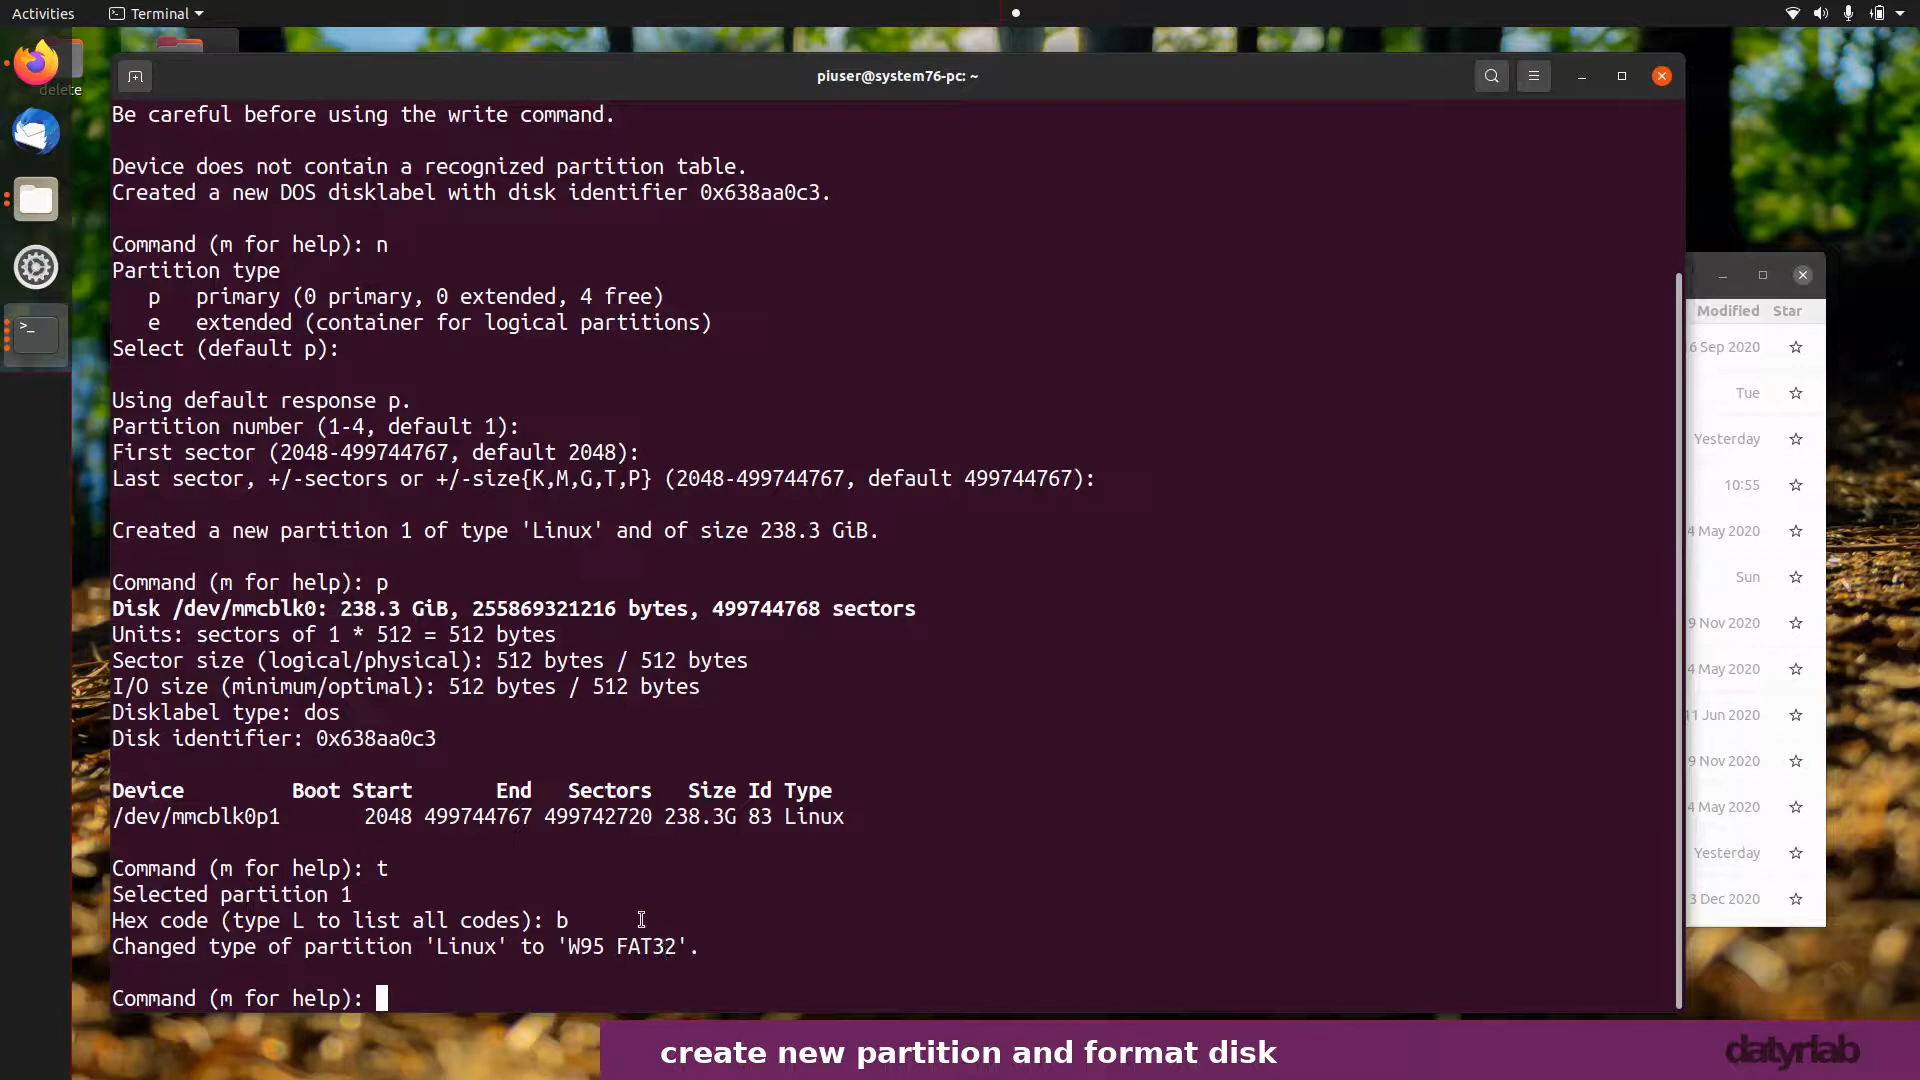 Activities
Terminal
delete
piuser@system76-pc: ~
Be careful before using the write command.
Device does not contain a recognized partition table.
Created a new DOS disklabel with disk identifier 0x638aa0c3.
Command (m for help): n
Partition type
p   primary (0 primary, 0 extended, 4 free)
e   extended (container for logical partitions)
Select (default p):
Using default response p.
Partition number (1-4, default 1):
First sector (2048-499744767, default 2048):
Last sector, +/-sectors or +/-size{K,M,G,T,P} (2048-499744767, default 499744767):
Created a new partition 1 of type 'Linux' and of size 238.3 GiB.
Command (m for help): p
Disk /dev/mmcblk0: 238.3 GiB, 255869321216 bytes, 499744768 sectors
Units: sectors of 1 * 512 = 512 bytes
Sector size (logical/physical): 512 bytes / 512 bytes
I/O size (minimum/optimal): 512 bytes / 512 bytes
Disklabel type: dos
Disk identifier: 0x638aa0c3
Device         Boot Start       End   Sectors   Size Id Type
/dev/mmcblk0p1       2048 499744767 499742720 238.3G 83 Linux
Command (m for help): t
Selected partition 1
Hex code (type L to list all codes): b
Changed type of partition 'Linux' to 'W95 FAT32'.
Command (m for help):
Modified Star
6 Sep 2020
Tue
Yesterday
10:55
4 May 2020
Sun
9 Nov 2020
4 May 2020
11 Jun 2020
9 Nov 2020
4 May 2020
Yesterday
3 Dec 2020
create new partition and format disk
datyrlab